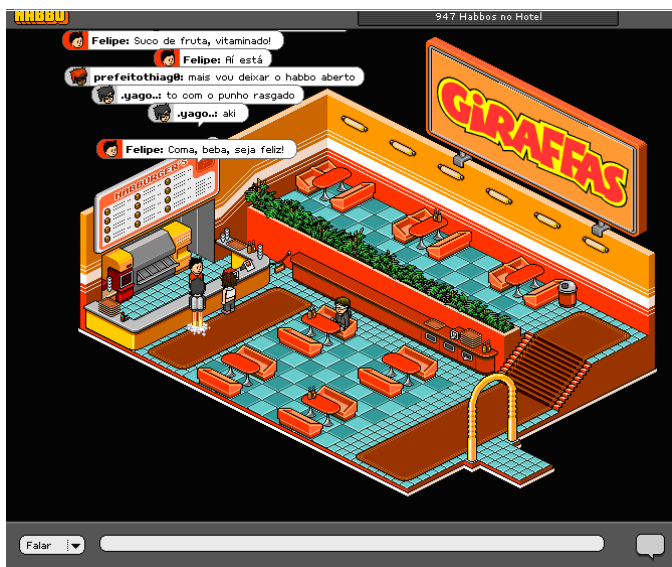 HABBO
947 Habbos no Hotel
Felipe: Suco de fruta, vitaminado!
Felipe: Aí está
prefeitothiag0: mais vou deixar o habbo aberto
.yago..: to com o punho rasgado
.yago..: aki
Felipe: Coma, beba, seja feliz!
GiRAFFAS
HABBURGER'S
Falar